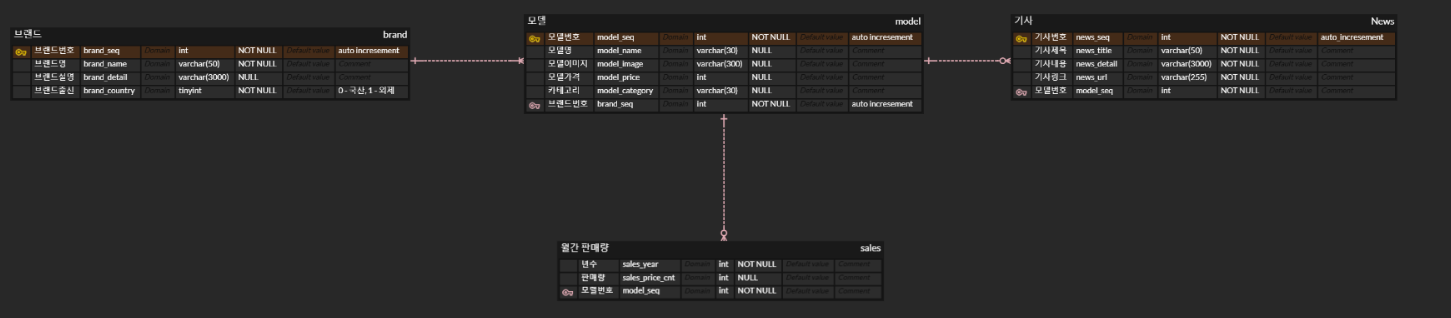 브랜드 brand
브랜드번호 brand_seq Domain int NOT NULL Default value auto incresement
브랜드명 brand_name Domain varchar(50) NOT NULL Default value Comment
브랜드설명 brand_detail Domain varchar(3000) NULL Default value Comment
브랜드출신 brand_country Domain tinyint NOT NULL Default value 0 - 국산, 1 - 외제
모델 model
모델번호 model_seq Domain int NOT NULL Default value auto incresement
모델명 model_name Domain varchar(30) NULL Default value Comment
모델이미지 model_image Domain varchar(300) NULL Default value Comment
모델가격 model_price Domain int NULL Default value Comment
카테고리 model_category Domain varchar(30) NULL Default value Comment
브랜드번호 brand_seq Domain int NOT NULL Default value auto incresement
기사 News
기사번호 news_seq Domain int NOT NULL Default value auto_incresement
기사제목 news_title Domain varchar(50) NOT NULL Default value Comment
기사내용 news_detail Domain varchar(3000) NOT NULL Default value Comment
기사링크 news_url Domain varchar(255) NOT NULL Default value Comment
모델번호 model_seq Domain int NOT NULL Default value Comment
월간 판매량 sales
년수 sales_year Domain int NOT NULL Default value Comment
판매량 sales_price_cnt Domain int NULL Default value Comment
모델번호 model_seq Domain int NOT NULL Default value Comment